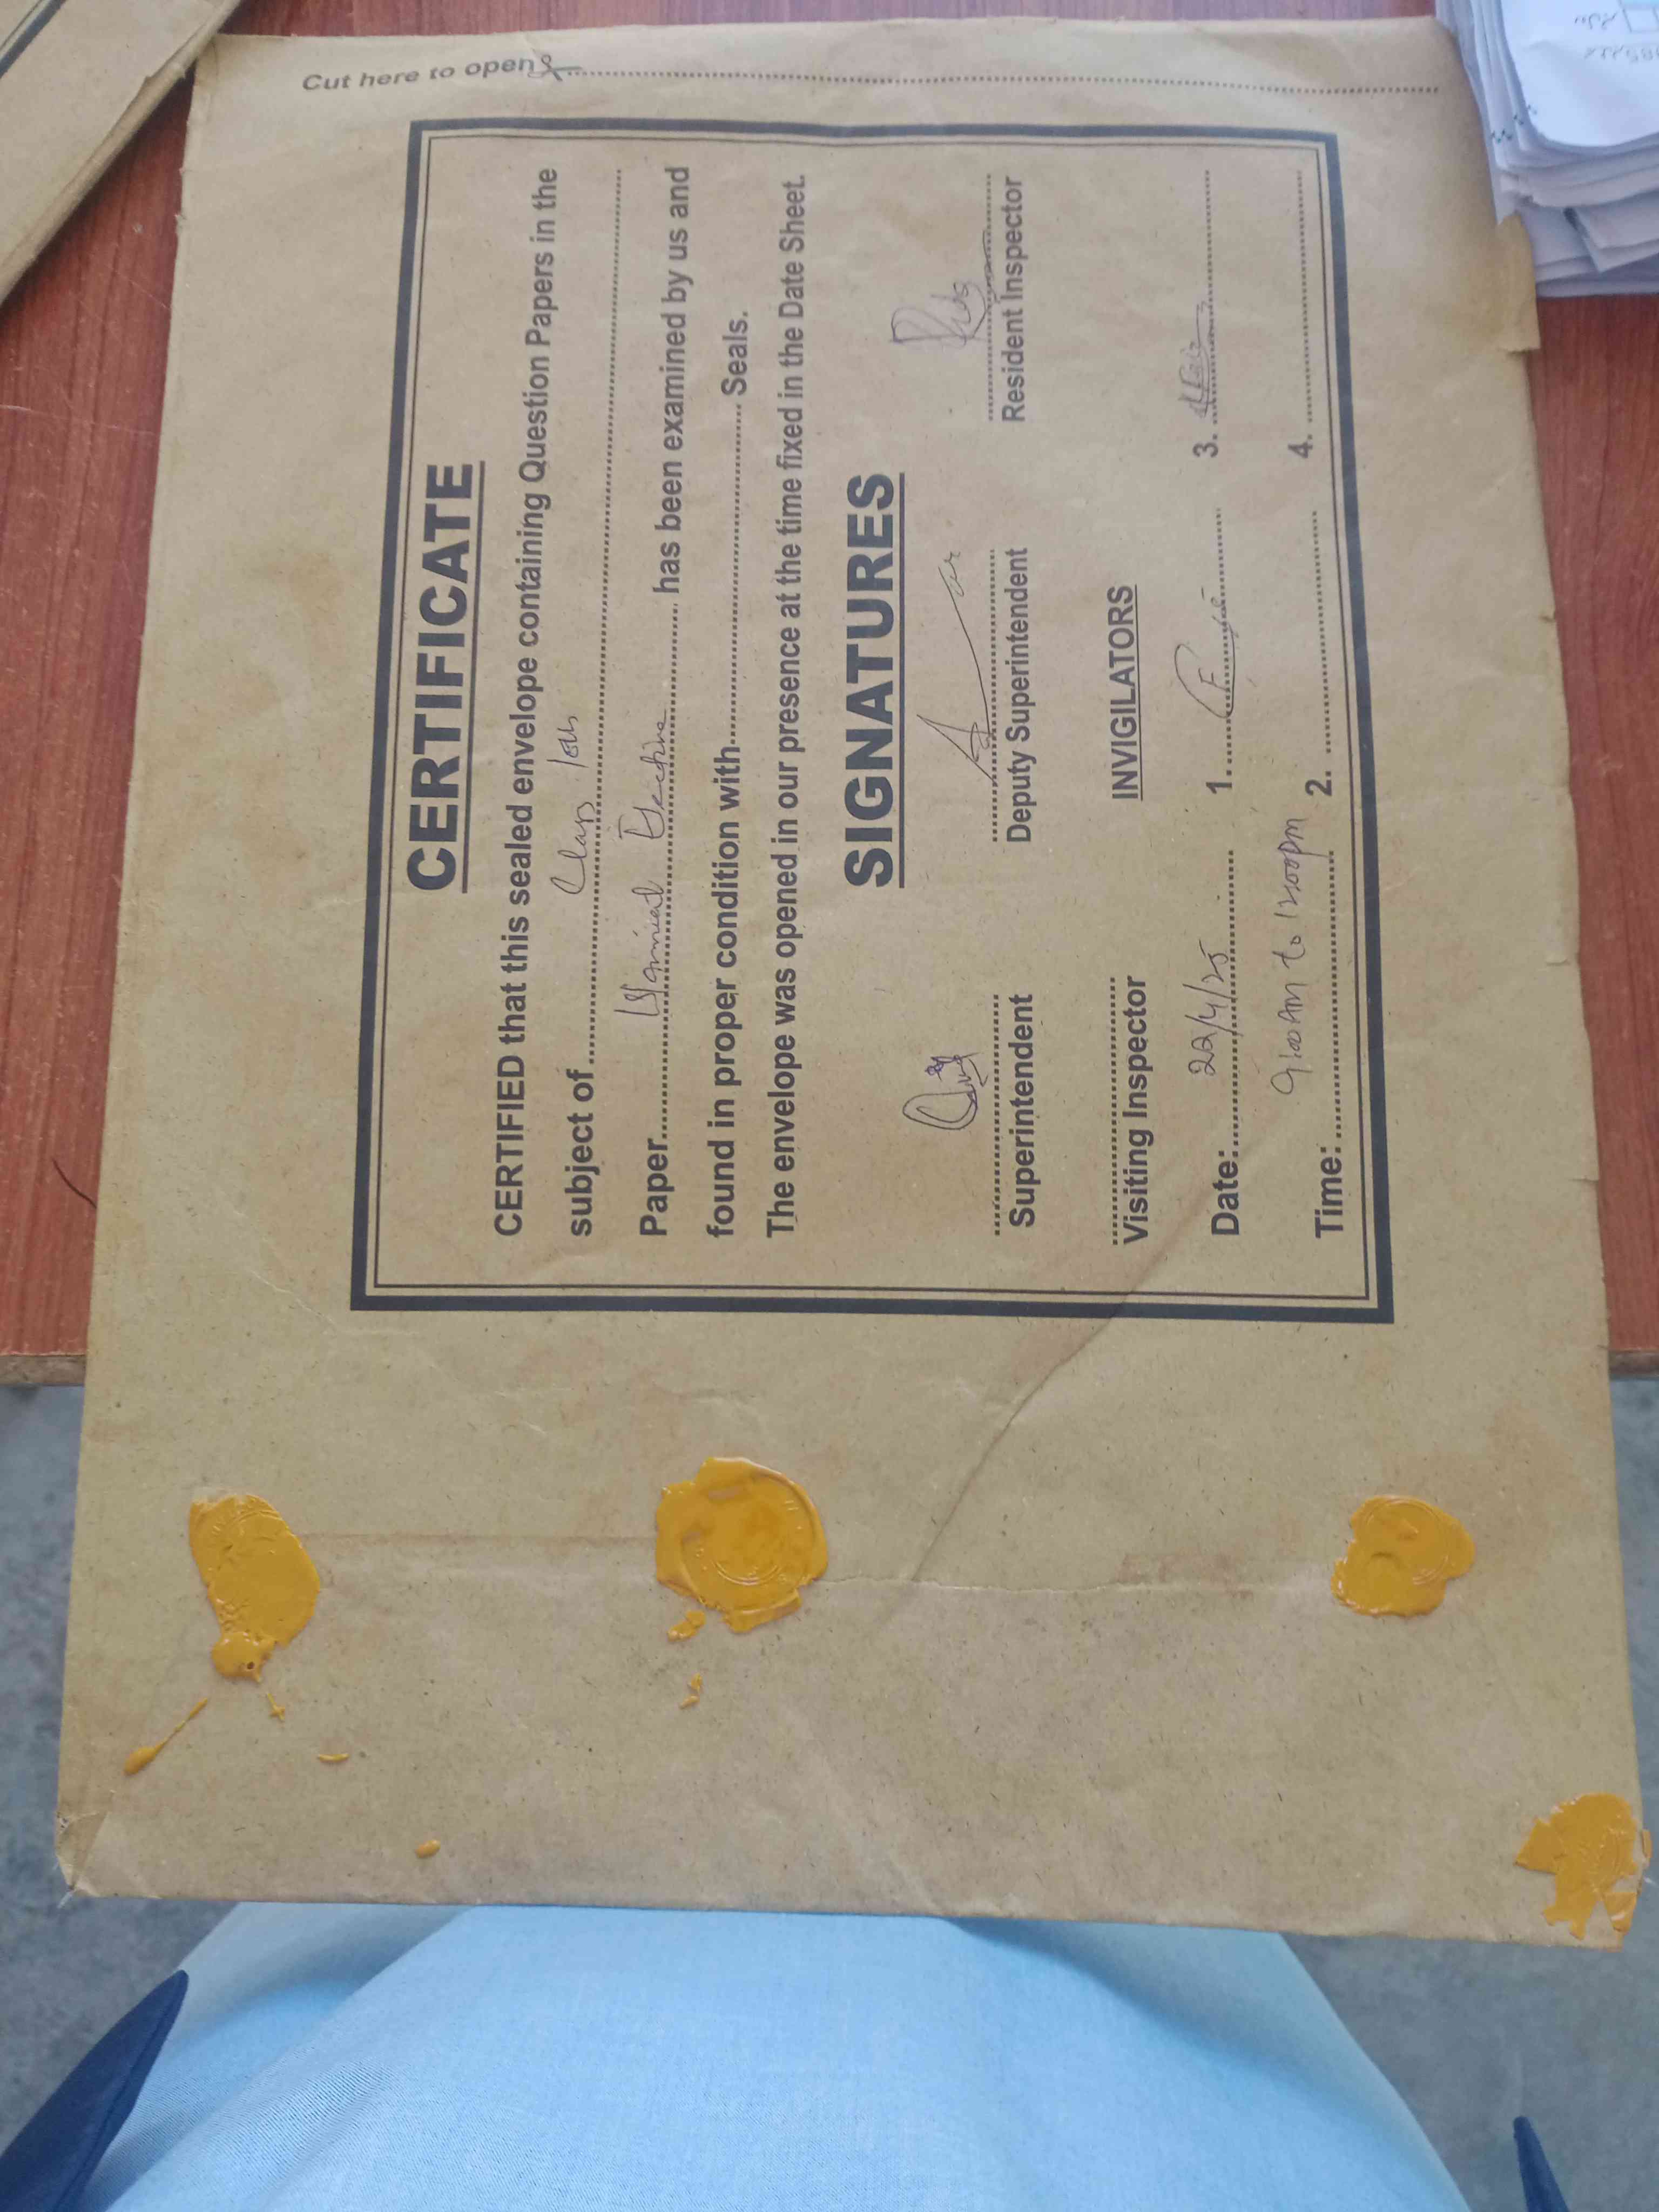 Cut here to open
CERTIFICATE
CERTIFIED that this sealed envelope containing Question Papers in the
subject of Class 10th
Paper Islamiat Elective has been examined by us and
found in proper condition with Seals.
The envelope was opened in our presence at the time fixed in the Date Sheet.
SIGNATURES
Superintendent Deputy Superintendent Resident Inspector
Visiting Inspector INVIGILATORS
Date: 22/4/25 1. 3.
Time: 9:00 AM to 12:00pm 2. 4.